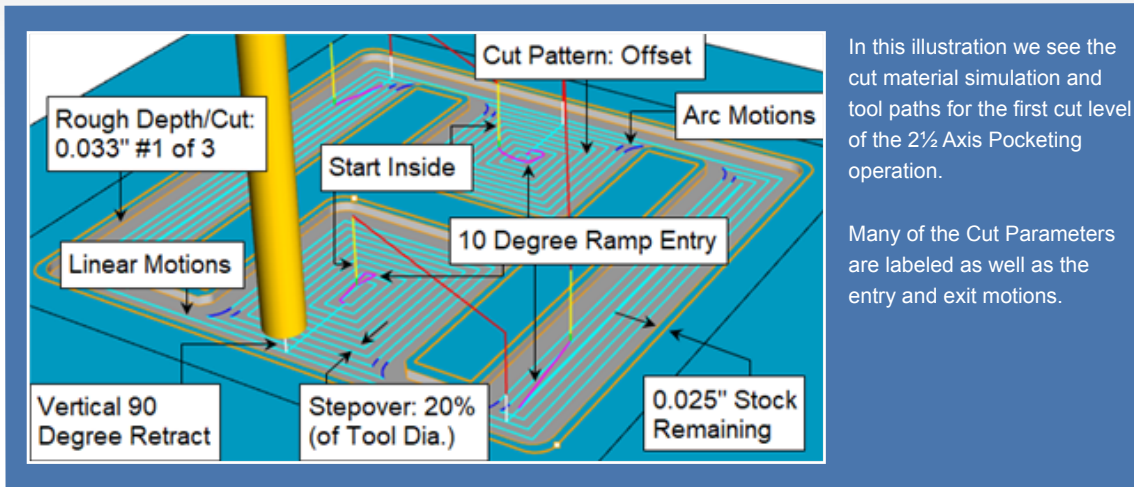 Cut Pattern: Offset
Rough Depth/Cut:
0.033" #1 of 3
Arc Motions
Start Inside
10 Degree Ramp Entry
Linear Motions
Vertical 90
Degree Retract
Stepover: 20%
(of Tool Dia.)
0.025" Stock
Remaining
In this illustration we see the
cut material simulation and
tool paths for the first cut level
of the 2½ Axis Pocketing
operation.
Many of the Cut Parameters
are labeled as well as the
entry and exit motions.